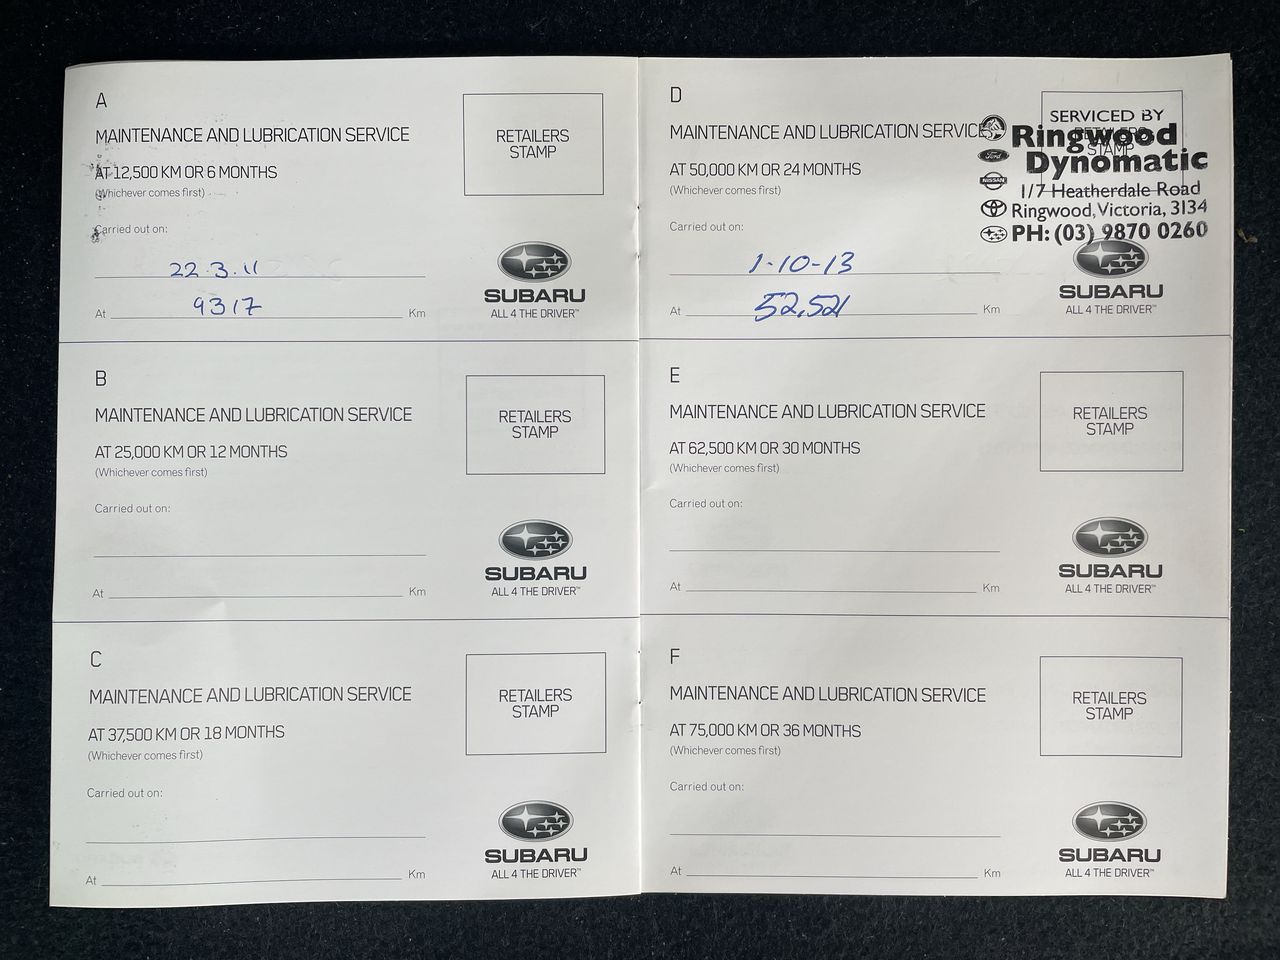 A
MAINTENANCE AND LUBRICATION SERVICE
AT 12,500 KM OR 6 MONTHS
(Whichever comes first)
Carried out on:
22.3.11
At 9317 Km
RETAILERS
STAMP
SUBARU
ALL 4 THE DRIVER™
B
MAINTENANCE AND LUBRICATION SERVICE
AT 25,000 KM OR 12 MONTHS
(Whichever comes first)
Carried out on:
At Km
RETAILERS
STAMP
SUBARU
ALL 4 THE DRIVER™
C
MAINTENANCE AND LUBRICATION SERVICE
AT 37,500 KM OR 18 MONTHS
(Whichever comes first)
Carried out on:
At Km
RETAILERS
STAMP
SUBARU
ALL 4 THE DRIVER™
D
MAINTENANCE AND LUBRICATION SERVICE
AT 50,000 KM OR 24 MONTHS
(Whichever comes first)
Carried out on:
1-10-13
At 52,521 Km
RETAILERS
STAMP
SERVICED BY
Ringwood
Dynomatic
Ford
NISSAN
1/7 Heatherdale Road
Ringwood, Victoria, 3134
PH: (03) 9870 0260
SUBARU
ALL 4 THE DRIVER™
E
MAINTENANCE AND LUBRICATION SERVICE
AT 62,500 KM OR 30 MONTHS
(Whichever comes first)
Carried out on:
At Km
RETAILERS
STAMP
SUBARU
ALL 4 THE DRIVER™
F
MAINTENANCE AND LUBRICATION SERVICE
AT 75,000 KM OR 36 MONTHS
(Whichever comes first)
Carried out on:
At Km
RETAILERS
STAMP
SUBARU
ALL 4 THE DRIVER™